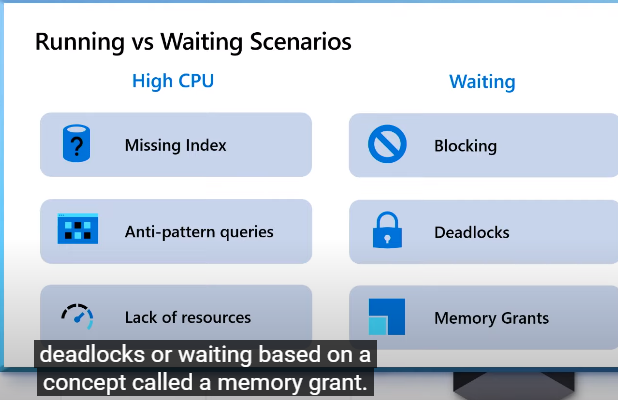 Running vs Waiting Scenarios
High CPU
Waiting
Missing Index
Blocking
Anti-pattern queries
Deadlocks
Lack of resources
Memory Grants
deadlocks or waiting based on a
concept called a memory grant.